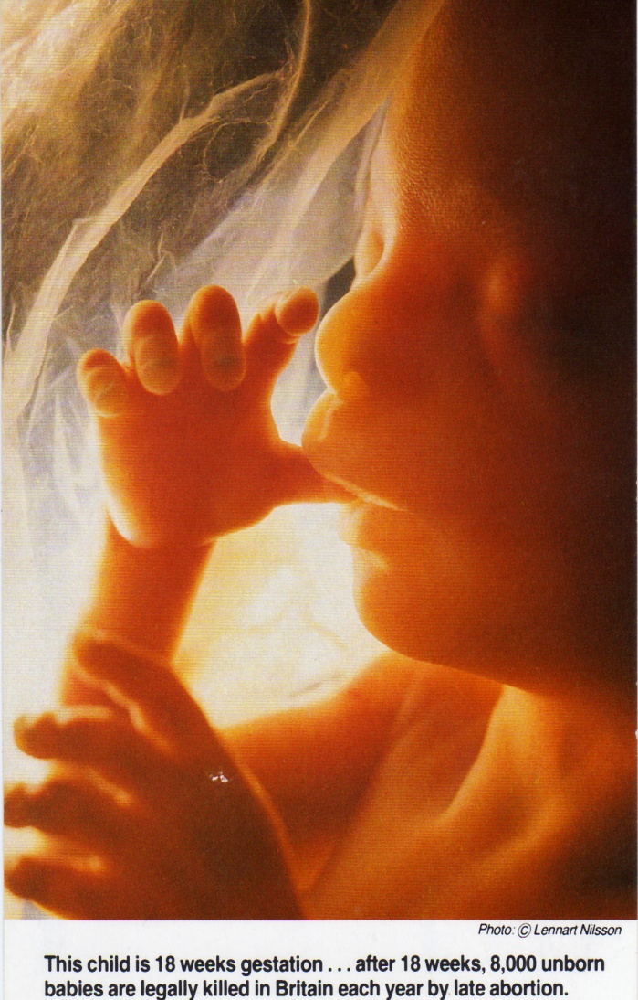 Photo: © Lennart Nilsson
This child is 18 weeks gestation . . . after 18 weeks, 8,000 unborn
babies are legally killed in Britain each year by late abortion.